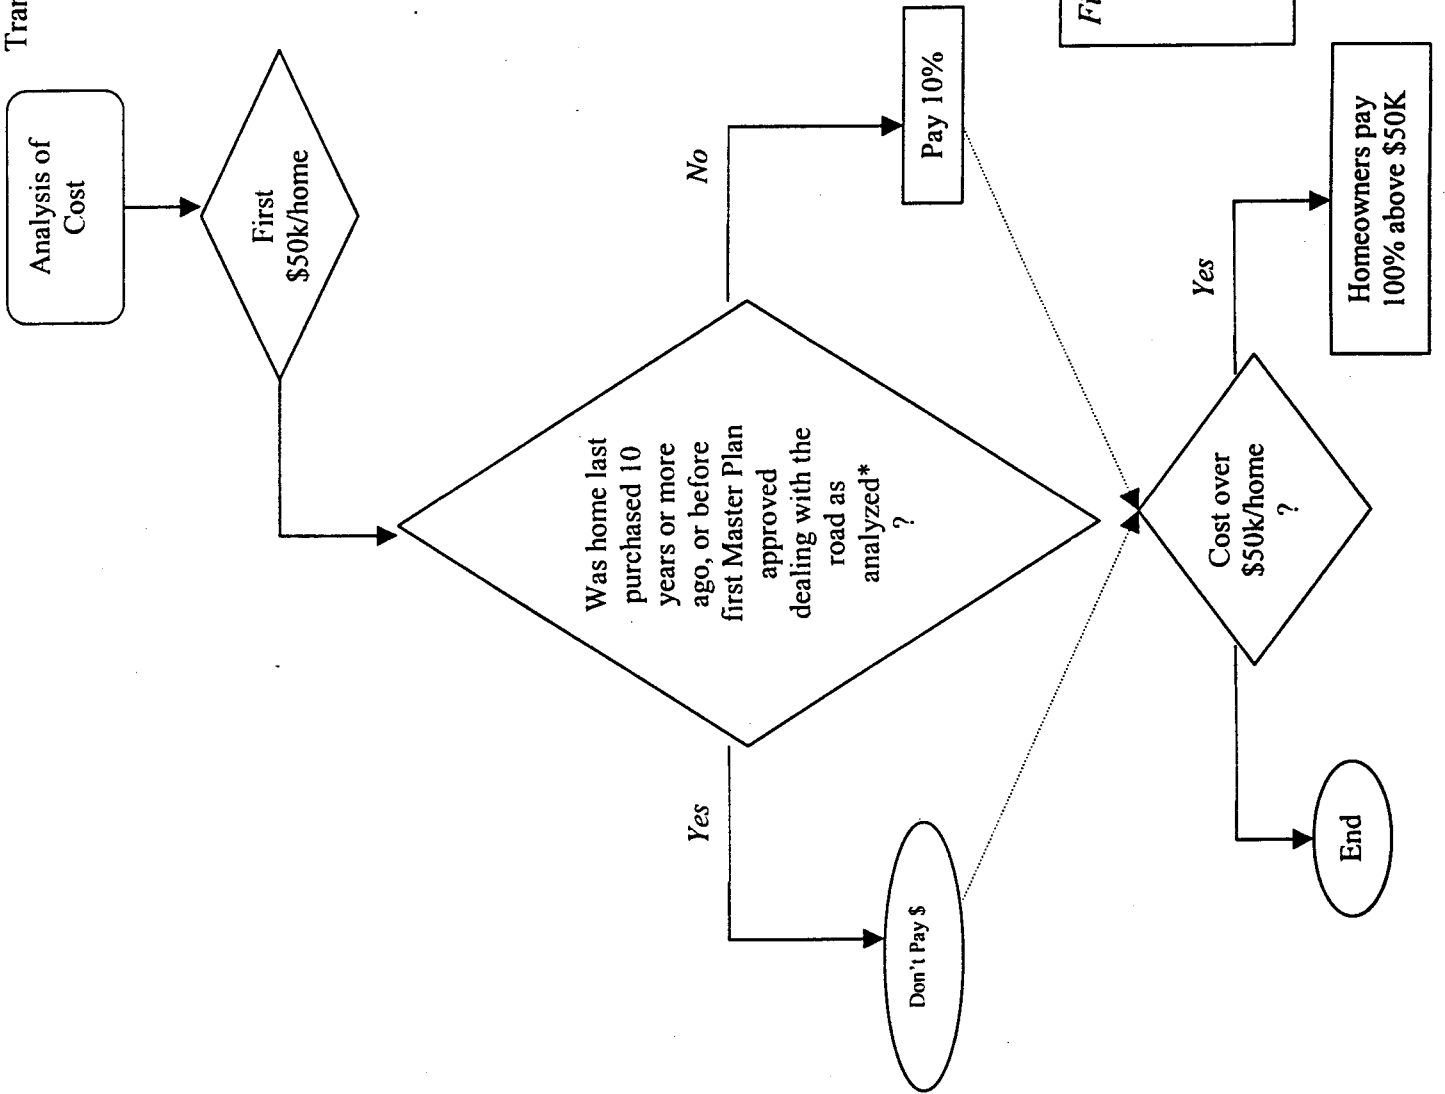 Tran
Analysis of
Cost
First
$50k/home
Was home last
purchased 10
years or more
ago, or before
first Master Plan
approved
dealing with the
road as
analyzed*
?
Yes
No
Don't Pay $
Pay 10%
Cost over
$50k/home
?
Yes
End
Homeowners pay
100% above $50K